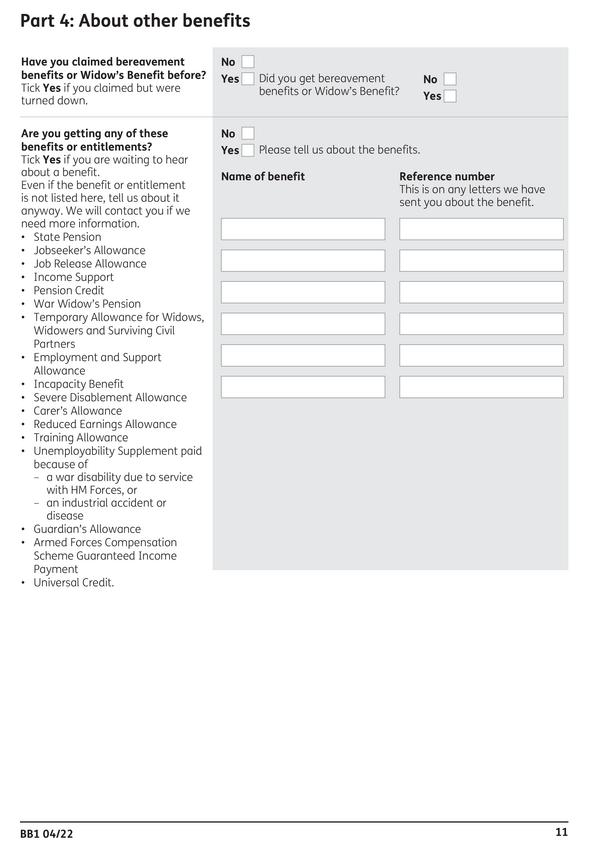 Part 4: About other benefits
Have you claimed bereavement
benefits or Widow's Benefit before?
Tick Yes if you claimed but were
turned down.
No
Yes Did you get bereavement
benefits or Widow's Benefit?
No
Yes
Are you getting any of these
benefits or entitlements?
Tick Yes if you are waiting to hear
about a benefit.
Even if the benefit or entitlement
is not listed here, tell us about it
anyway. We will contact you if we
need more information.
• State Pension
• Jobseeker's Allowance
• Job Release Allowance
• Income Support
• Pension Credit
• War Widow's Pension
• Temporary Allowance for Widows,
Widowers and Surviving Civil
Partners
• Employment and Support
Allowance
• Incapacity Benefit
• Severe Disablement Allowance
• Carer's Allowance
• Reduced Earnings Allowance
• Training Allowance
• Unemployability Supplement paid
because of
– a war disability due to service
with HM Forces, or
– an industrial accident or
disease
• Guardian's Allowance
• Armed Forces Compensation
Scheme Guaranteed Income
Payment
• Universal Credit.
No
Yes Please tell us about the benefits.
Name of benefit
Reference number
This is on any letters we have
sent you about the benefit.
BB1 04/22
11